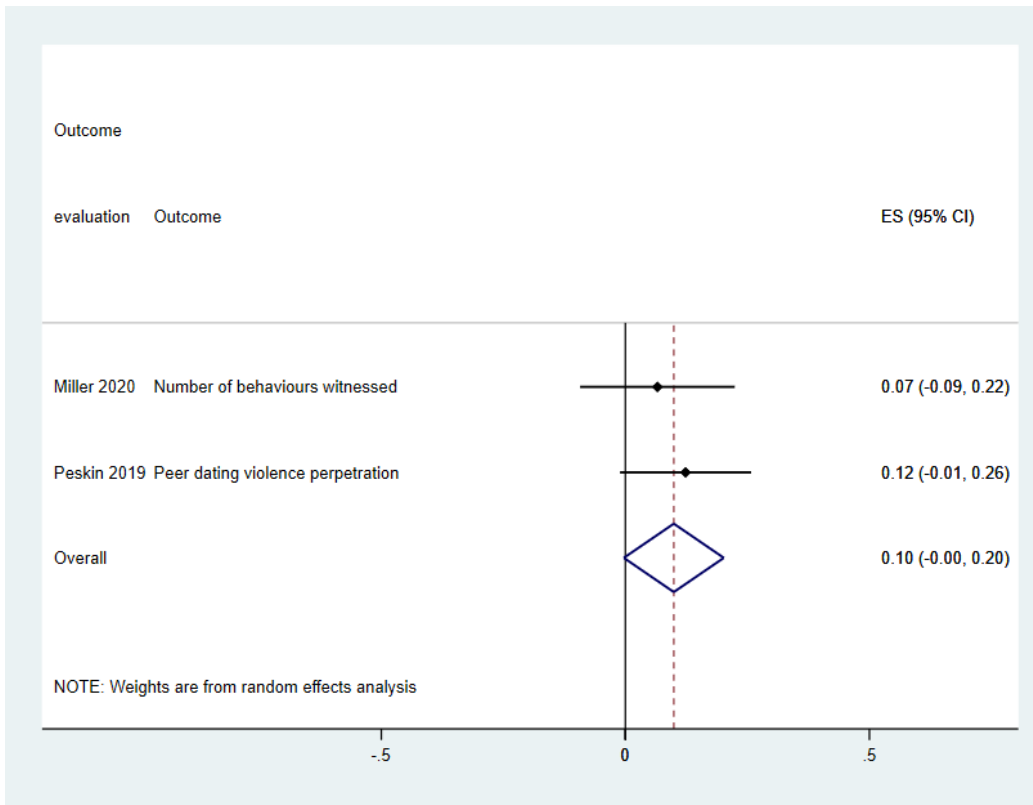 Outcome
evaluation Outcome ES (95% CI)
Miller 2020 Number of behaviours witnessed 0.07 (-0.09, 0.22)
Peskin 2019 Peer dating violence perpetration 0.12 (-0.01, 0.26)
Overall 0.10 (-0.00, 0.20)
NOTE: Weights are from random effects analysis
-.5 0 .5